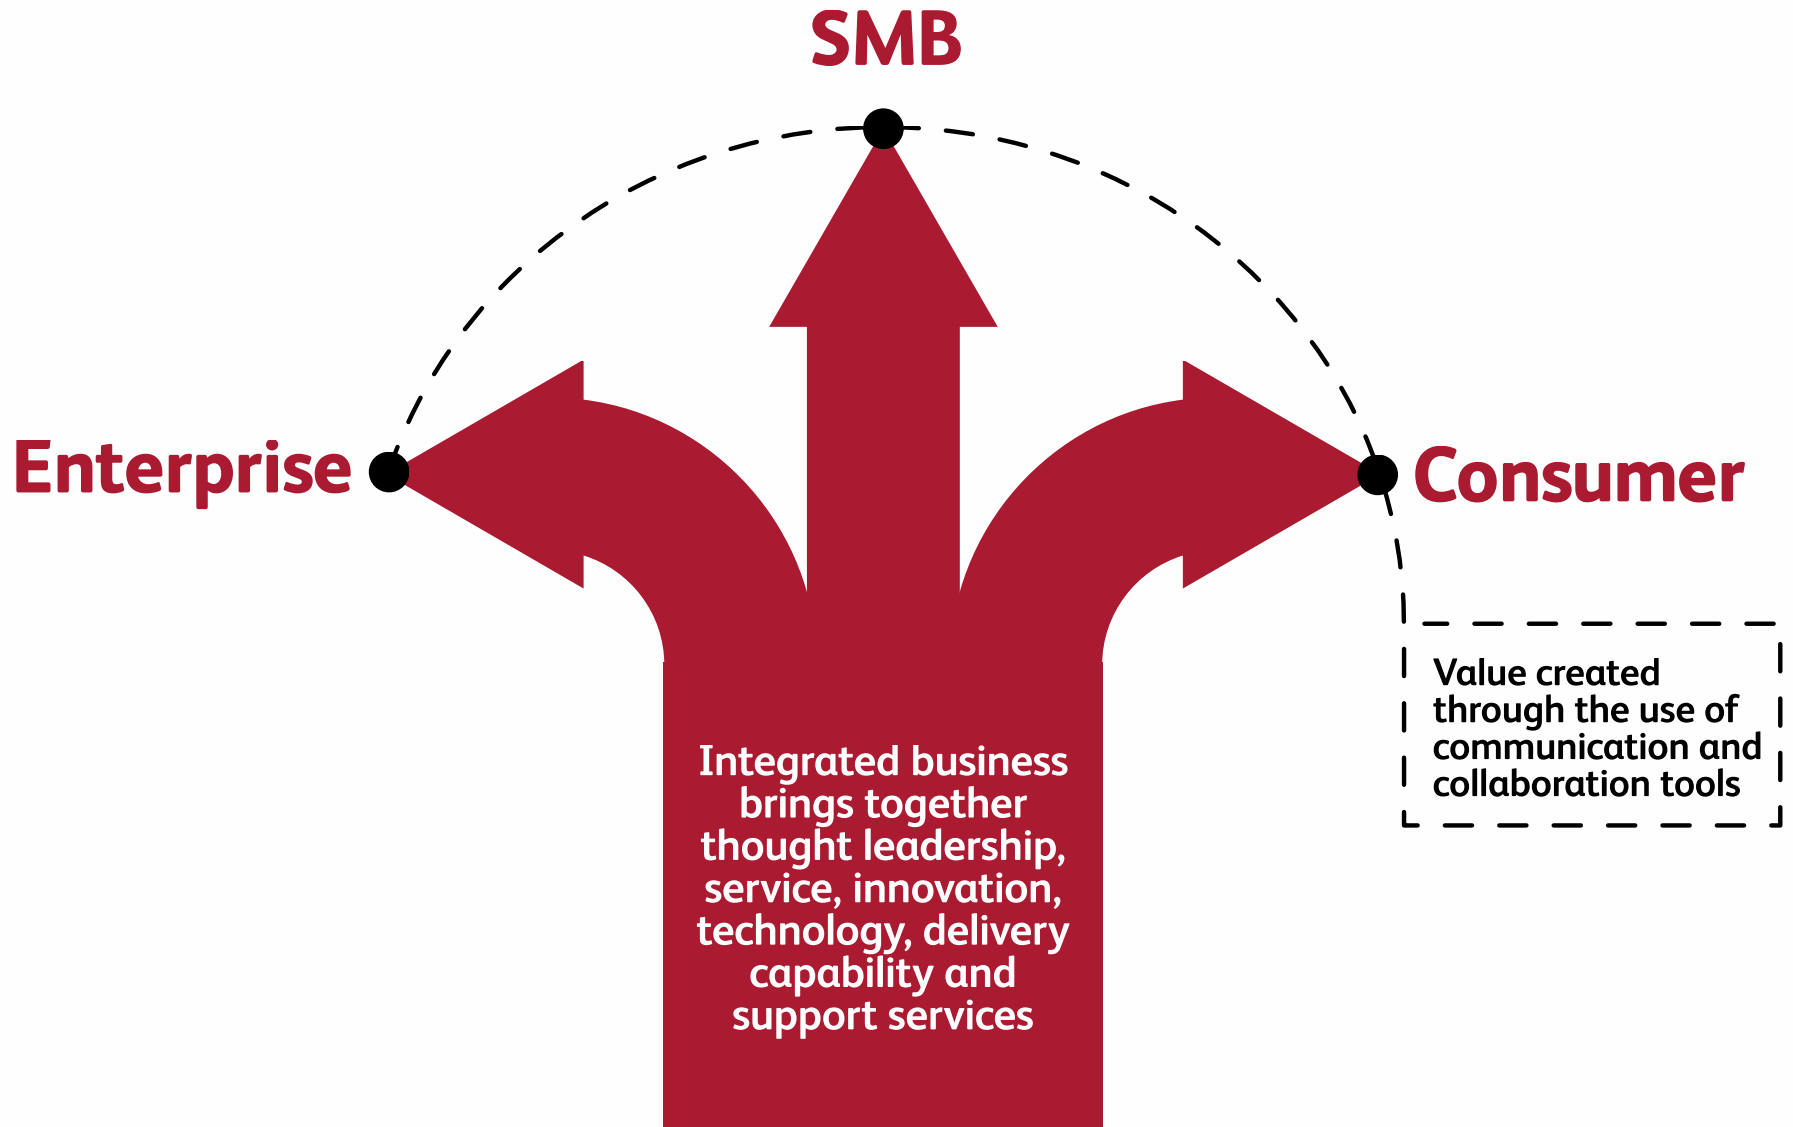 SMB
Enterprise
Consumer
Value created
through the use of
communication and
collaboration tools
Integrated business
brings together
thought leadership,
service, innovation,
technology, delivery
capability and
support services